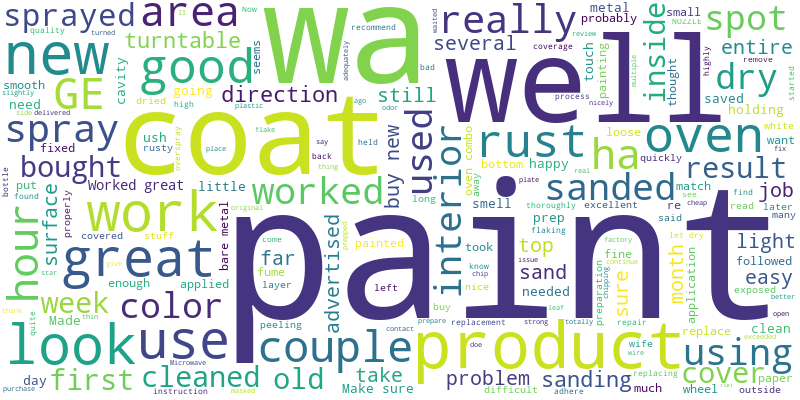 sprayed
area
wa
really
metal
probably
small
NOZZLE
spot
new
turntable
good
seems
recommend
several
coverage
touch
painting
inside
thought
entire
quality
turned
Now
adequately
bad
waited
review
highly
remove
smooth
slightly
need
GE
cavity
going
direction
still
well
process
nicely
multiple
dry
saved
started
side
delivered
dried
high
plastic
ago
odor
holding
spray
coat
used
interior
rust
loose
white
oven
fixed
ush
rusty
overspray
place
flake
say
back
thing
held
buy new
oven combo
bottom
happy
ha
quickly
want
fix
bought
Worked great
little
worked
long
away
plate
sanded
real
match
see
cheap
result
bottle
put
found
surface
properly
work
original
smell
thoroughly
excellent
re
find
job
hour
covered
stuff
bare metal
paint
prep
flaking
said
read
later
many
great
far
come
fume
layer
advertised
painted
took
top
factory
fine
month
light
star
Made
week
enough
applied
prepared
left
know
chip
issue
nice
sand
needed
continue
preparation
chipping
sure
application
exposed
followed
easy
better
give
thin
color
peeling
buy
leaf
let dry
replace
clean
open
look
use
couple
contact
prepare
replacement
strong
totally
repair
wife
wire
using
think
quite
Microwave
doe
product
exceeded
day
first
cleaned
old
take
problem
sanding
replacing
cover
paper
purchase
instruction
masked
Make sure
difficult
adhere
much
wheel
run
outside